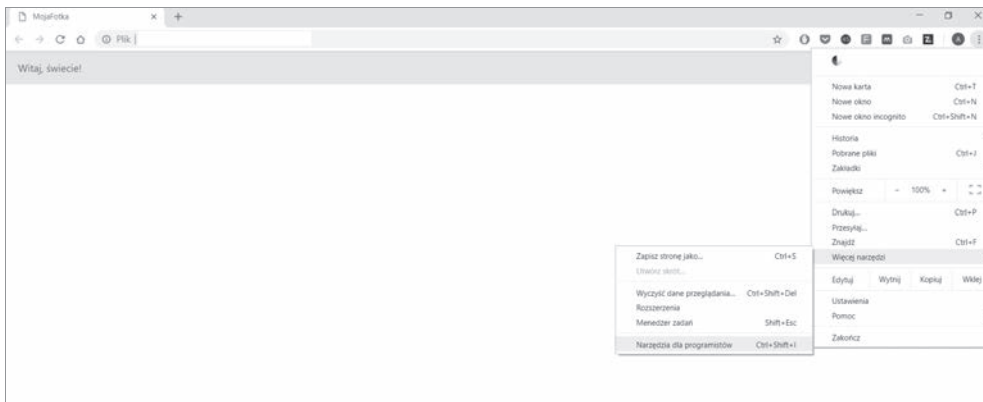 MojaFotka
Plik
Witaj, świecie!
Nowa karta Ctrl+T
Nowe okno Ctrl+N
Nowe okno incognito Ctrl+Shift+N
Historia
Pobrane pliki Ctrl+J
Zakładki
Powiększ - 100% +
Drukuj... Ctrl+P
Przesyłaj...
Znajdź Ctrl+F
Więcej narzędzi
Edytuj Wytnij Kopiuj Wklej
Ustawienia
Pomoc
Zakończ
Zapisz stronę jako... Ctrl+S
Utwórz skrót...
Wyczyść dane przeglądania... Ctrl+Shift+Del
Rozszerzenia
Menedżer zadań Shift+Esc
Narzędzia dla programistów Ctrl+Shift+I